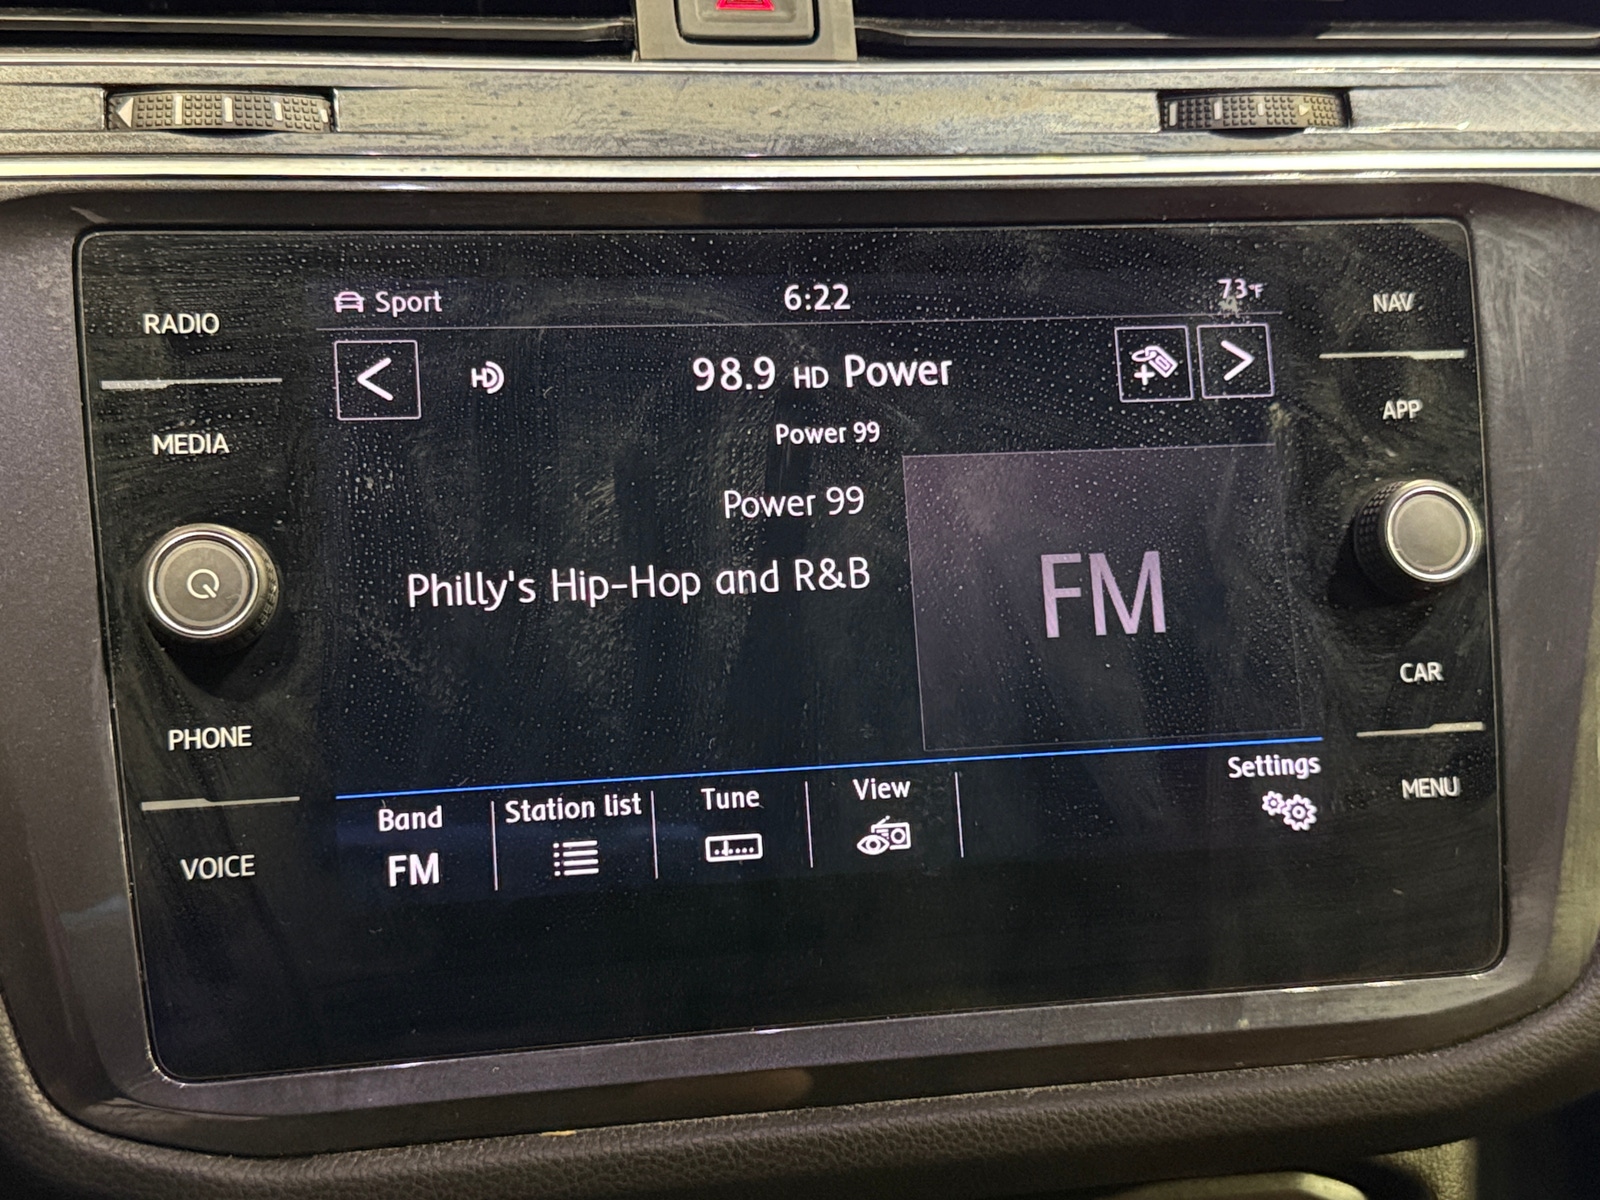 Sport 6:22 73°F
RADIO
MEDIA
PHONE
VOICE
98.9 HD Power
Power 99
Power 99
Philly's Hip-Hop and R&B
FM
Band
FM
Station list
Tune
View
Settings
NAV
APP
CAR
MENU